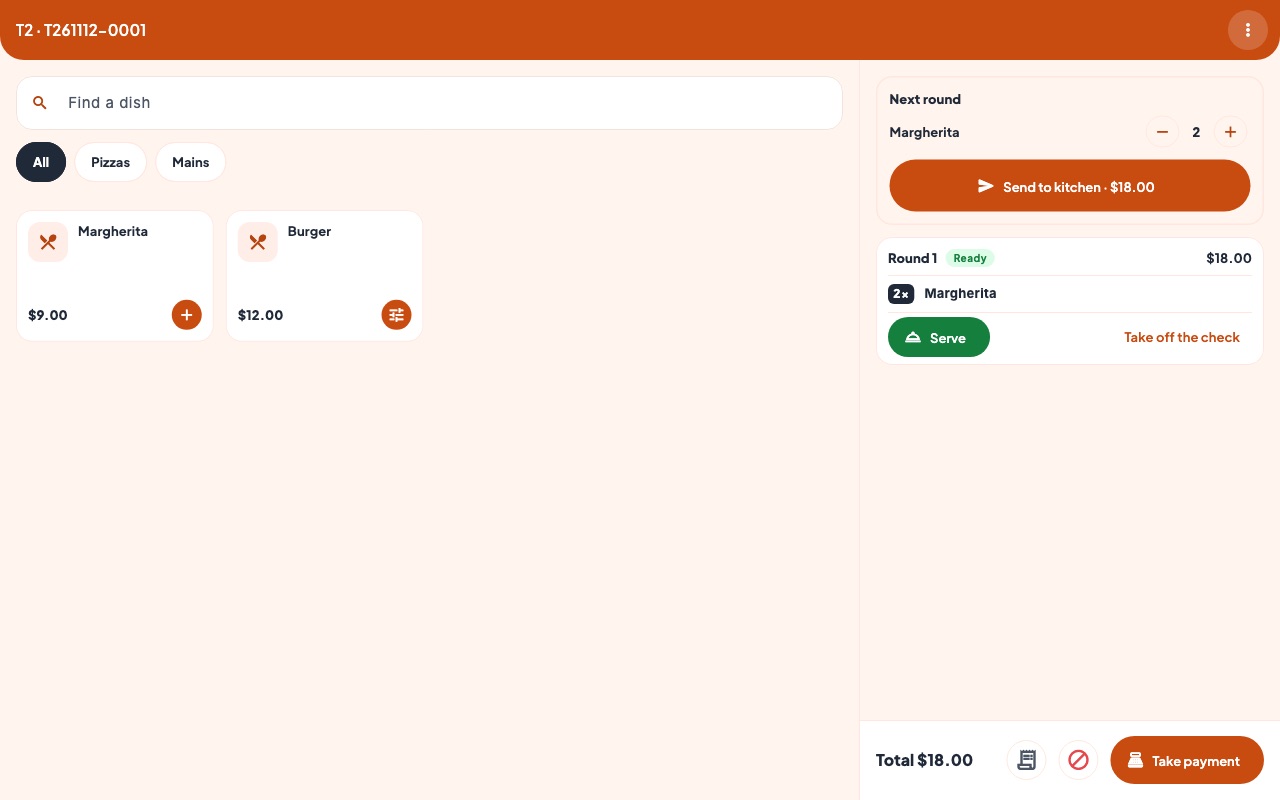 T2 · T261112-0001
Find a dish
All
Pizzas
Mains
Margherita
$9.00
Burger
$12.00
Next round
Margherita
2
Send to kitchen · $18.00
Round 1
Ready
$18.00
2×
Margherita
Serve
Take off the check
Total $18.00
Take payment